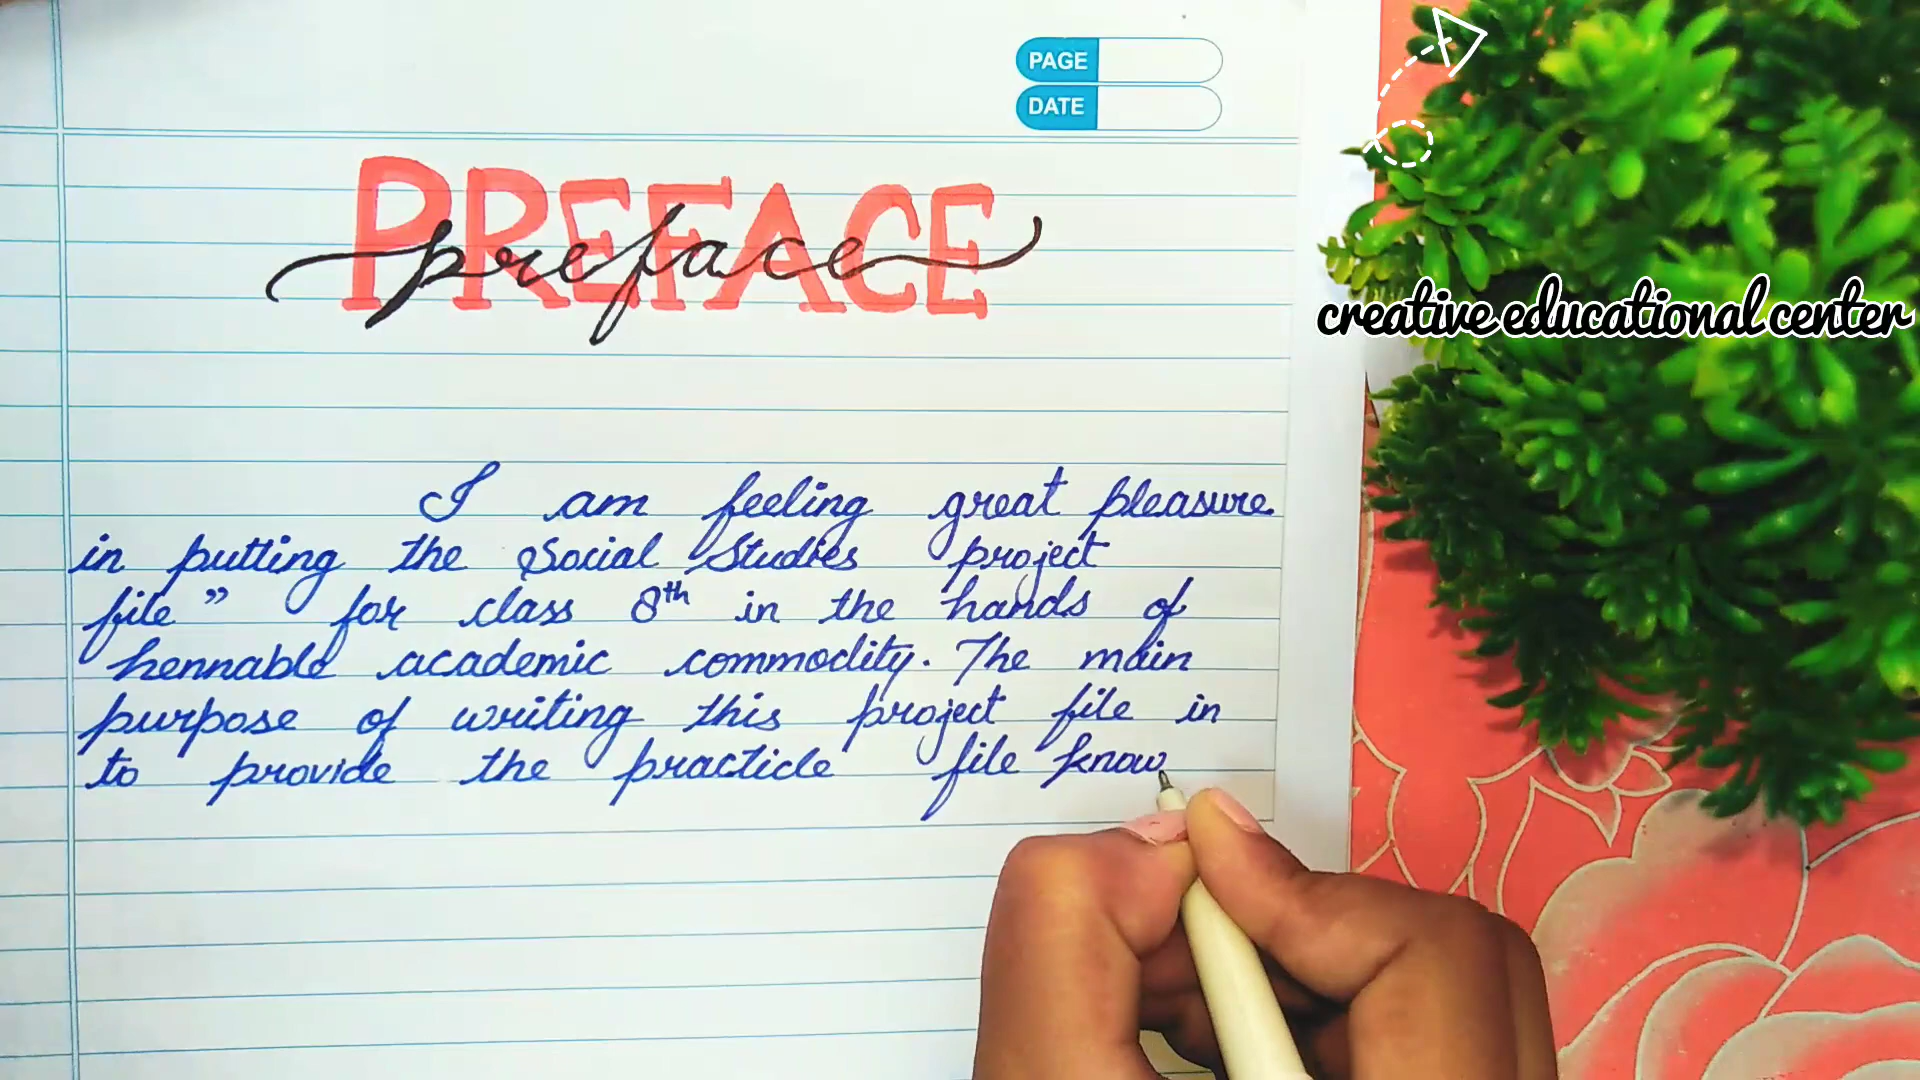 PAGE
DATE
PREFACE
preface
creative educational center
I am feeling great pleasure
in putting the Social Studies project
file” for class 8th in the hands of
hennable academic commodity. The main
purpose of writing this project file in
to provide the practicle file know